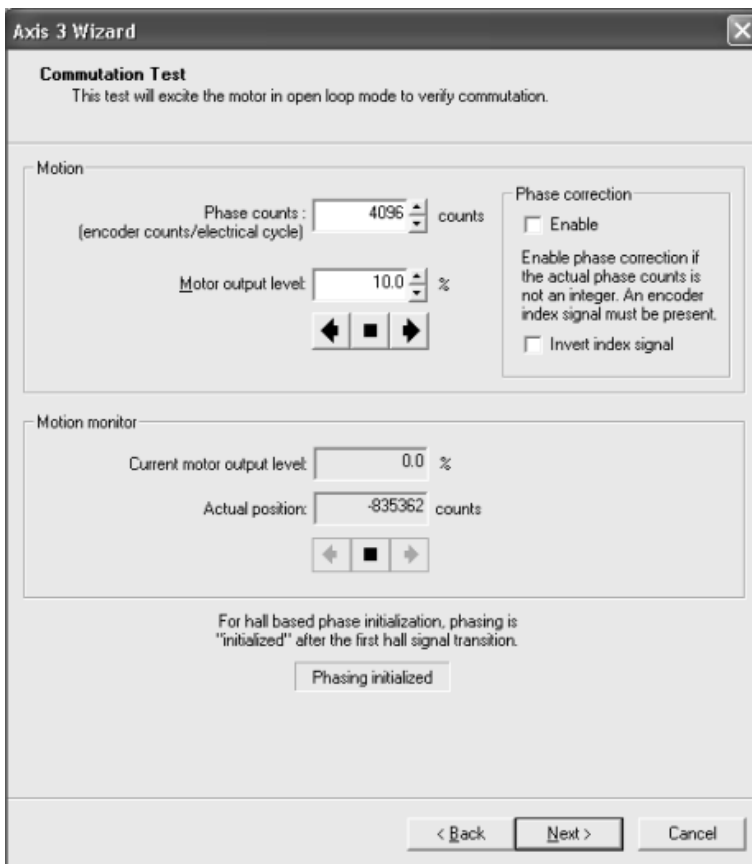 Axis 3 Wizard
Commutation Test
This test will excite the motor in open loop mode to verify commutation.
Motion
Phase counts :
(encoder counts/electrical cycle)
4096
counts
Motor output level:
10.0
%
Phase correction
Enable
Enable phase correction if
the actual phase counts is
not an integer. An encoder
index signal must be present.
Invert index signal
Motion monitor
Current motor output level:
0.0
%
Actual position:
-835362
counts
For hall based phase initialization, phasing is
"initialized" after the first hall signal transition.
Phasing initialized
< Back
Next >
Cancel